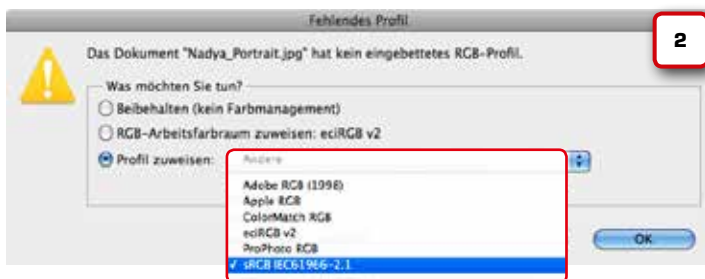 Fehlendes Profil
2
Das Dokument "Nadya_Portrait.jpg" hat kein eingebettetes RGB-Profil.
Was möchten Sie tun?
Beibehalten (kein Farbmanagement)
RGB-Arbeitsfarbraum zuweisen: eciRGB v2
Profil zuweisen:
Andere
Adobe RGB (1998)
Apple RGB
ColorMatch RGB
eciRGB v2
ProPhoto RGB
✓ sRGB IEC61966-2.1
OK